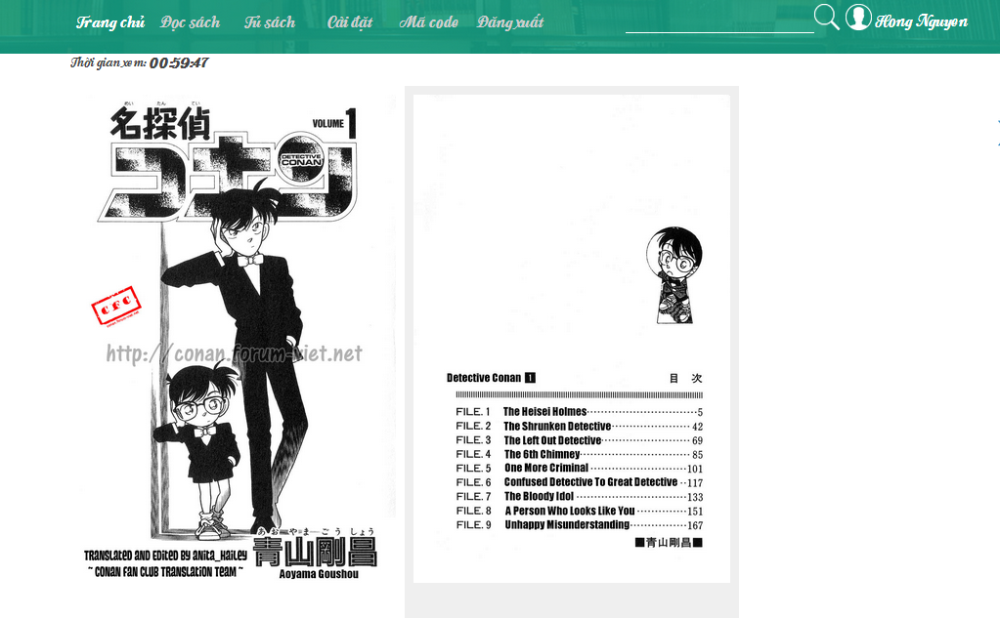 Trang chủ Đọc sách Tủ sách Cài đặt Mã code Đăng xuất Hong Nguyen
Thời gian xem: 00:59:47
めい たん てい
名探偵
VOLUME 1
コナン
DETECTIVE
CONAN
CFC
http://conan.forum-viet.net
TRANSLATED AND EDITED BY ANITA_HAILEY
~ CONAN FAN CLUB TRANSLATION TEAM ~
あお やま ごう しょう
青山剛昌
Aoyama Goushou
Detective Conan 1 目 次
FILE. 1 The Heisei Holmes 5
FILE. 2 The Shrunken Detective 42
FILE. 3 The Left Out Detective 69
FILE. 4 The 6th Chimney 85
FILE. 5 One More Criminal 101
FILE. 6 Confused Detective To Great Detective 117
FILE. 7 The Bloody Idol 133
FILE. 8 A Person Who Looks Like You 151
FILE. 9 Unhappy Misunderstanding 167
■青山剛昌■